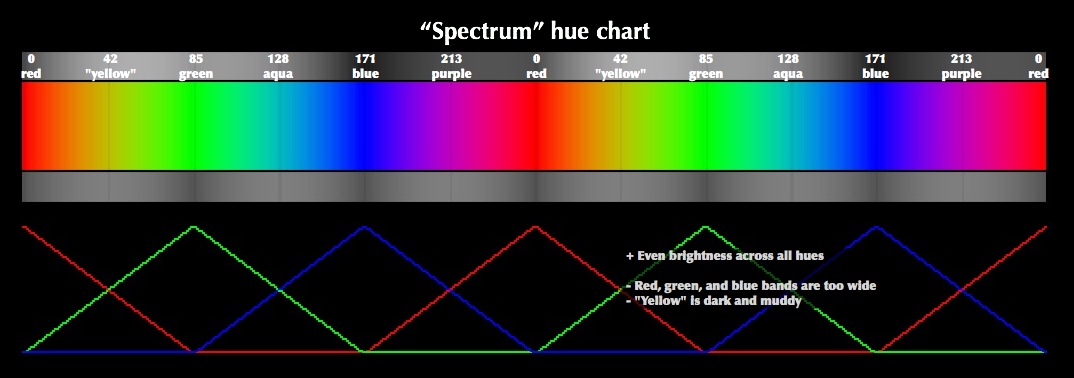 “Spectrum” hue chart
0 42 85 128 171 213 0 42 85 128 171 213 0
red "yellow" green aqua blue purple red "yellow" green aqua blue purple red
+ Even brightness across all hues
- Red, green, and blue bands are too wide
- "Yellow" is dark and muddy